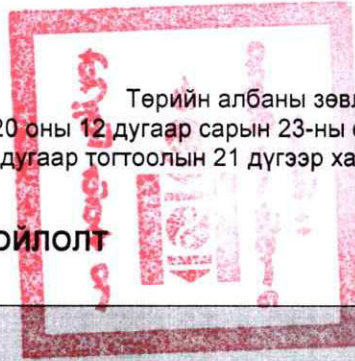 Төрийн албаны зөвл
20 оны 12 дугаар сарын 23-ны ө
дугаар тогтоолын 21 дүгээр ха
ОЙЛОЛТ